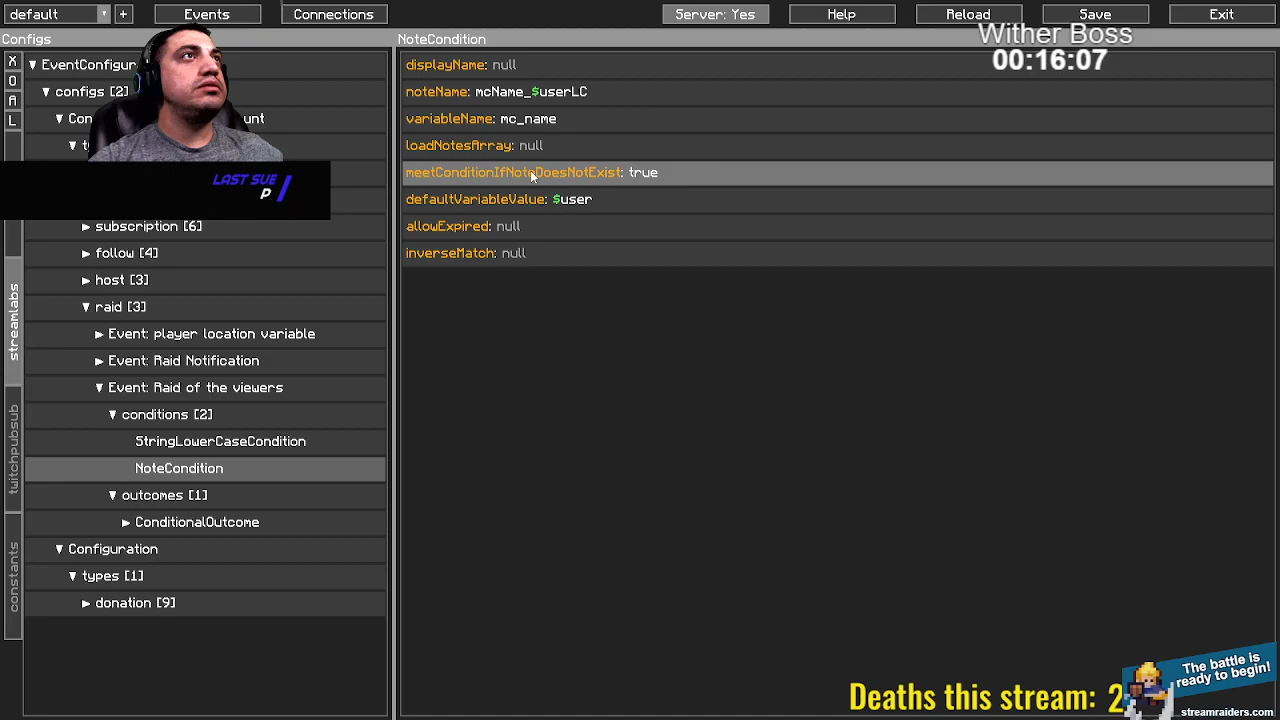 default + Events Connections Server: Yes Help Reload Save Exit
Configs NoteCondition
Wither Boss
00:16:07
X
O
A
L
streamlabs
twitchpubsub
constants
configs [2]
subscription [6]
follow [4]
host [3]
raid [3]
Event: player location variable
Event: Raid Notification
Event: Raid of the viewers
conditions [2]
StringLowerCaseCondition
NoteCondition
outcomes [1]
ConditionalOutcome
Configuration
types [1]
donation [9]
LAST SUB
P
displayName: null
noteName: mcName_$userLC
variableName: mc_name
loadNotesArray: null
meetConditionIfNoteDoesNotExist: true
defaultVariableValue: $user
allowExpired: null
inverseMatch: null
Deaths this stream: 2
The battle is
ready to begin!
streamraiders.com